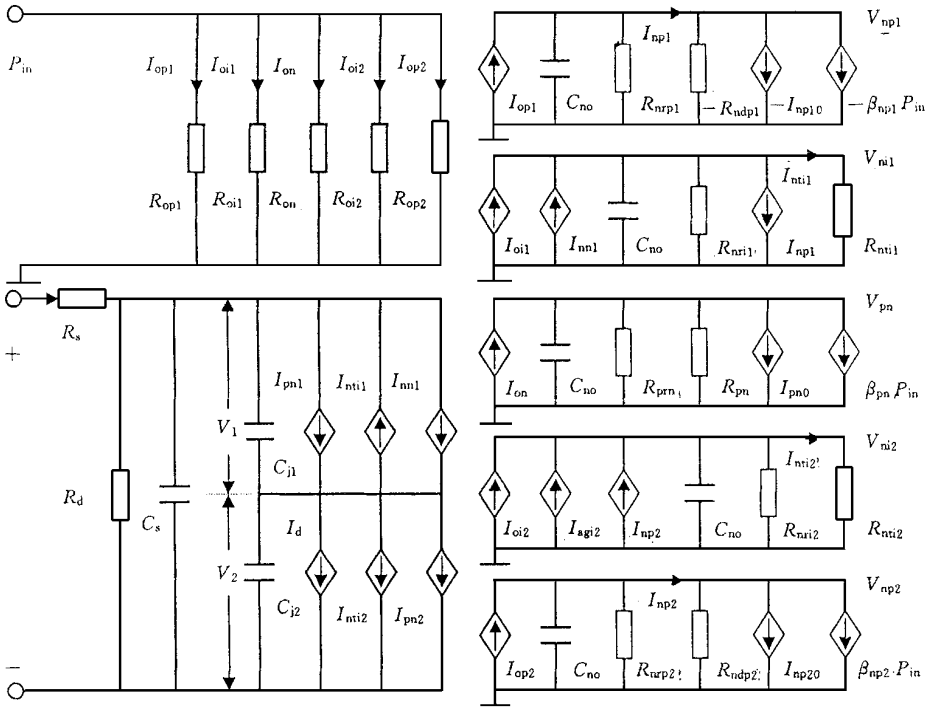 P_in I_op1 I_oi1 I_on I_oi2 I_op2
R_op1 R_oi1 R_on R_oi2 R_op2
I_np1 V_np1
I_op1 C_no R_nrp1 R_ndp1 I_np10 β_np1 P_in
I_nti1 V_ni1
I_oi1 I_nn1 C_no R_nri1 I_np1 R_nti1
R_s
+
I_pn1 I_nti1 I_nn1
V_1
C_j1
R_d C_s I_d
V_2
C_j2 I_nti2 I_pn2
−
V_pn
I_on C_no R_prn R_pn I_pn0 β_pn P_in
V_ni2
I_nti2
I_oi2 I_agi2 I_np2 C_no R_nri2 R_nti2
I_np2 V_np2
I_op2 C_no R_nrp2 R_ndp2 I_np20 β_np2 · P_in